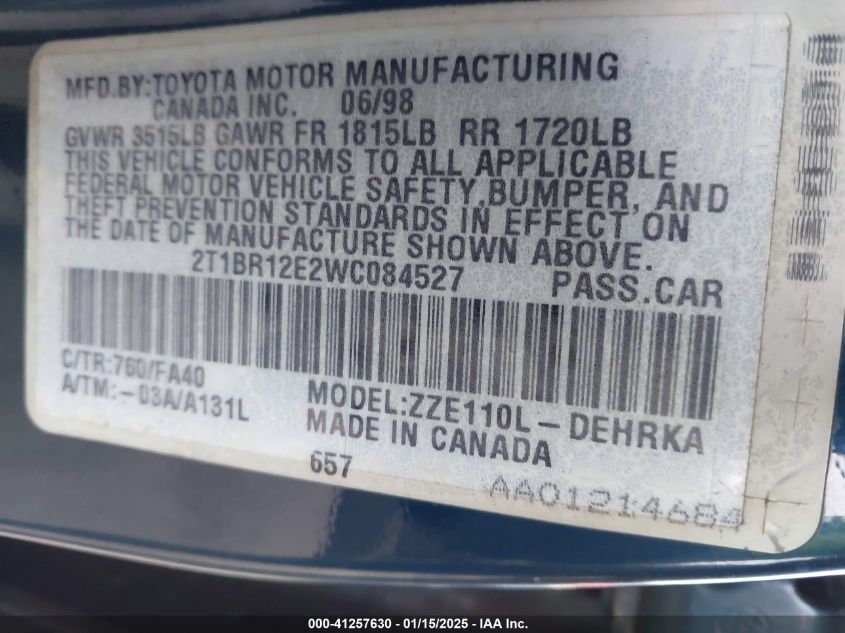 MFD.BY:TOYOTA MOTOR MANUFACTURING
CANADA INC. 06/98
GVWR 3515LB GAWR FR 1815LB RR 1720LB
THIS VEHICLE CONFORMS TO ALL APPLICABLE
FEDERAL MOTOR VEHICLE SAFETY,BUMPER, AND
THEFT PREVENTION STANDARDS IN EFFECT ON
THE DATE OF MANUFACTURE SHOWN ABOVE.
2T1BR12E2WC084527 PASS.CAR
C/TR:760/FA40
A/TM:-03A/A131L
MODEL:ZZE110L-DEHRKA
MADE IN CANADA
657
AA01214684
000-41257630 - 01/15/2025 - IAA Inc.